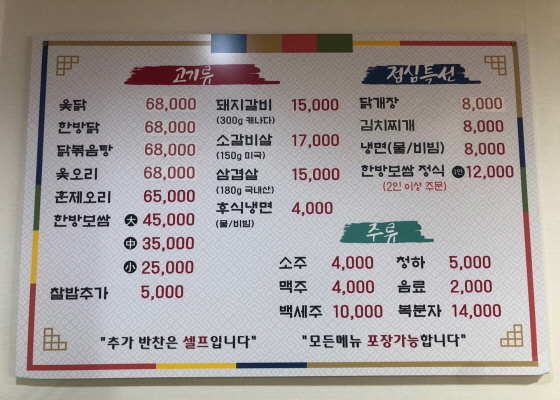 고기류
옻닭 68,000
한방닭 68,000
닭볶음탕 68,000
옻오리 68,000
훈제오리 65,000
한방보쌈 大 45,000
中 35,000
小 25,000
찰밥추가 5,000
돼지갈비 15,000
(300g 캐나다)
소갈비살 17,000
(150g 미국)
삼겹살 15,000
(180g 국내산)
후식냉면 4,000
(물/비빔)
점심특선
닭개장 8,000
김치찌개 8,000
냉면(물/비빔) 8,000
한방보쌈 정식 1인 12,000
(2인 이상 주문)
주류
소주 4,000 청하 5,000
맥주 4,000 음료 2,000
백세주 10,000 복분자 14,000
"추가 반찬은 셀프입니다"
"모든메뉴 포장가능합니다"